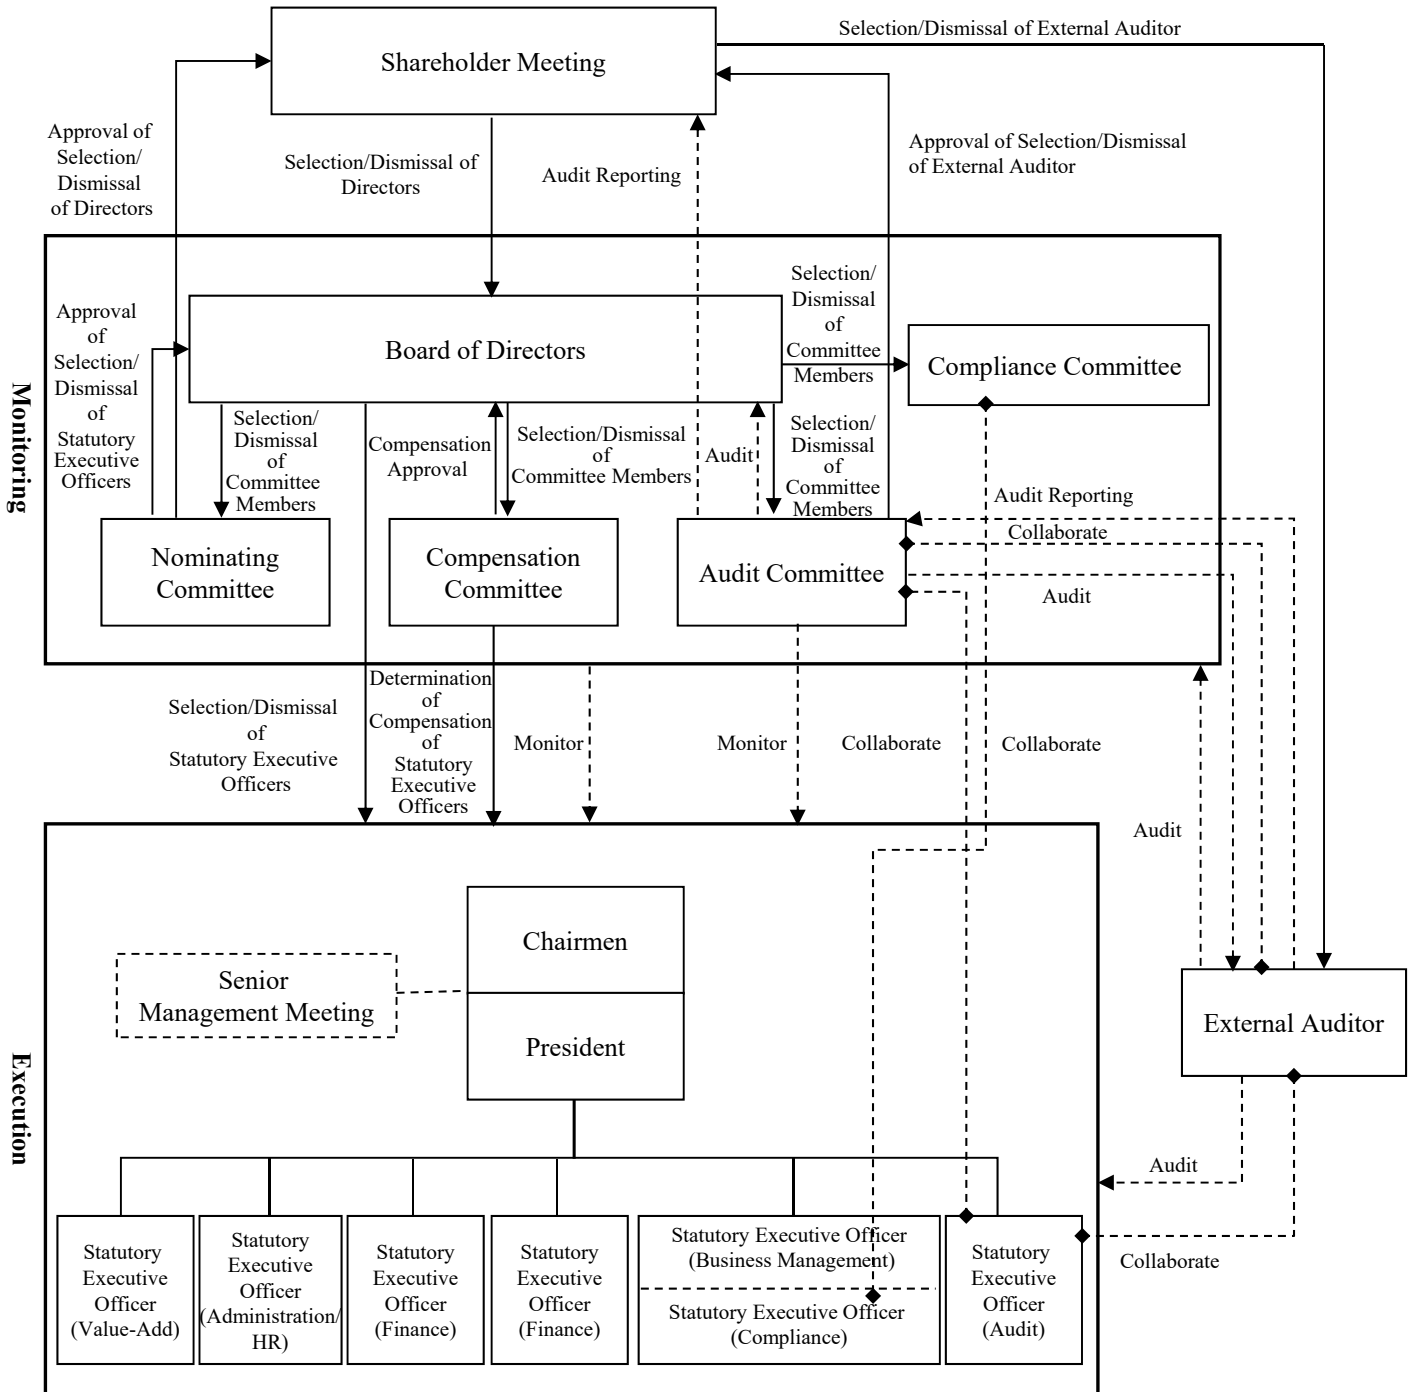 Selection/Dismissal of External Auditor
Shareholder Meeting
Approval of
Selection/
Dismissal
of Directors
Selection/Dismissal of
Directors
Audit Reporting
Approval of Selection/Dismissal
of External Auditor
Monitoring
Approval
of
Selection/
Dismissal
of
Statutory
Executive
Officers
Board of Directors
Selection/
Dismissal
of
Committee
Members
Compliance Committee
Selection/
Dismissal
of
Committee
Members
Compensation
Approval
Selection/Dismissal
of
Committee Members
Audit
Selection/
Dismissal
of
Committee
Members
Audit Reporting
Collaborate
Audit
Nominating
Committee
Compensation
Committee
Audit Committee
Selection/Dismissal
of
Statutory Executive
Officers
Determination
of
Compensation
of
Statutory
Executive
Officers
Monitor
Monitor
Collaborate
Collaborate
Audit
Execution
Chairmen
Senior
Management Meeting
President
External Auditor
Audit
Collaborate
Statutory
Executive
Officer
(Value-Add)
Statutory
Executive
Officer
(Administration/
HR)
Statutory
Executive
Officer
(Finance)
Statutory
Executive
Officer
(Finance)
Statutory Executive Officer
(Business Management)
Statutory Executive Officer
(Compliance)
Statutory
Executive
Officer
(Audit)